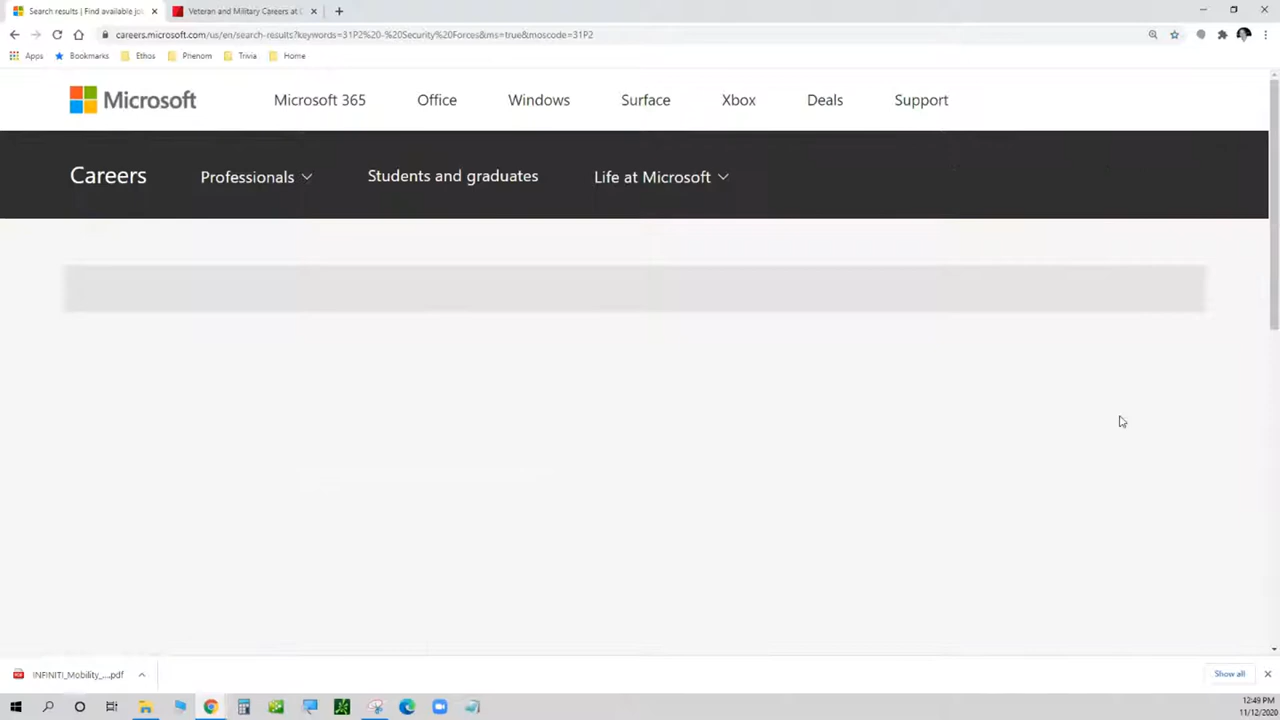 Search results | Find available jo
Veteran and Military Careers at C
careers.microsoft.com/us/en/search-results?keywords=31P2%20-%20Security%20Forces&ms=true&moscode=31P2
Apps Bookmarks Ethos Phenom Trivia Home
Microsoft Microsoft 365 Office Windows Surface Xbox Deals Support
Careers Professionals Students and graduates Life at Microsoft
INFINITI_Mobility_....pdf Show all
12:49 PM
11/12/2020